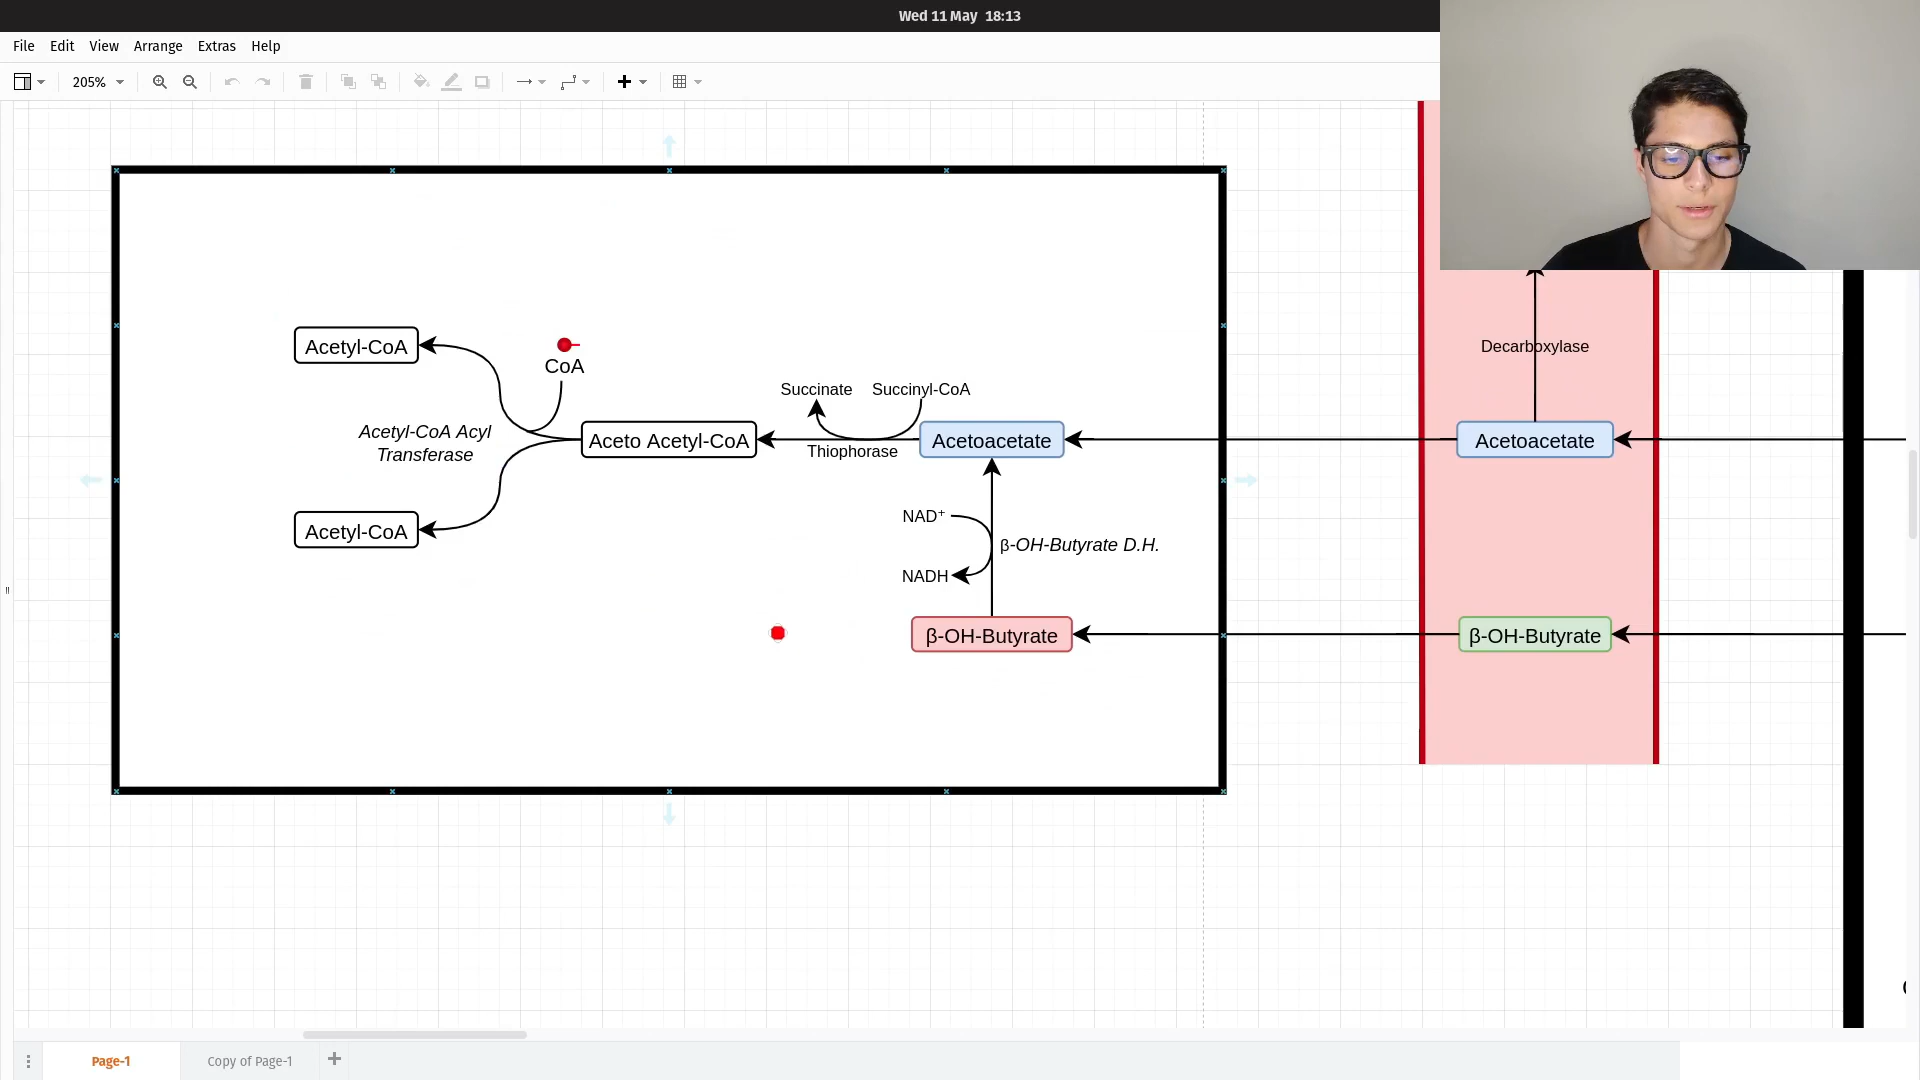 Wed 11 May 18:13
File Edit View Arrange Extras Help
205%
Decarboxylase
Acetyl-CoA
CoA
Succinate Succinyl-CoA
Acetyl-CoA Acyl
Transferase
Aceto Acetyl-CoA
Thiophorase
Acetoacetate
Acetoacetate
Acetyl-CoA
NAD⁺
β-OH-Butyrate D.H.
NADH
β-OH-Butyrate
β-OH-Butyrate
Page-1 Copy of Page-1